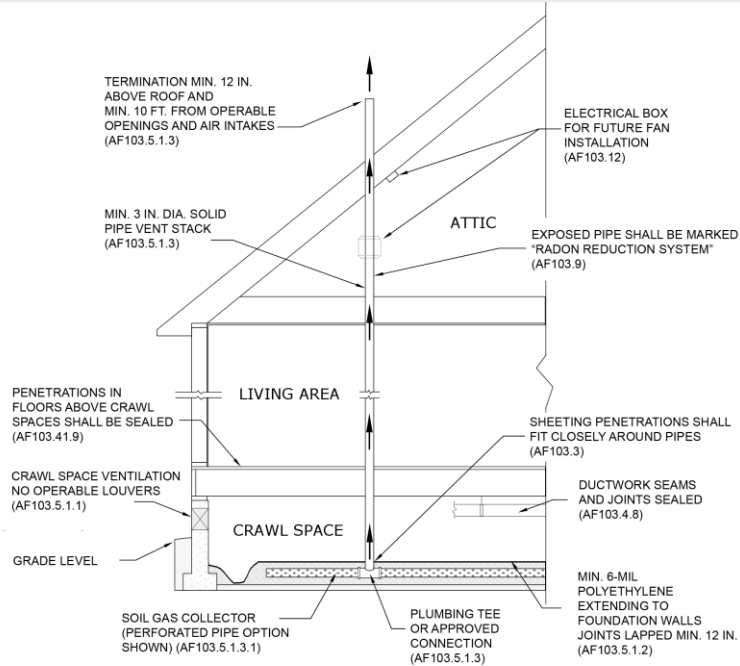 TERMINATION MIN. 12 IN.
ABOVE ROOF AND
MIN. 10 FT. FROM OPERABLE
OPENINGS AND AIR INTAKES
(AF103.5.1.3)
ELECTRICAL BOX
FOR FUTURE FAN
INSTALLATION
(AF103.12)
MIN. 3 IN. DIA. SOLID
PIPE VENT STACK
(AF103.5.1.3)
ATTIC
EXPOSED PIPE SHALL BE MARKED
“RADON REDUCTION SYSTEM”
(AF103.9)
PENETRATIONS IN
FLOORS ABOVE CRAWL
SPACES SHALL BE SEALED
(AF103.41.9)
LIVING AREA
SHEETING PENETRATIONS SHALL
FIT CLOSELY AROUND PIPES
(AF103.3)
CRAWL SPACE VENTILATION
NO OPERABLE LOUVERS
(AF103.5.1.1)
DUCTWORK SEAMS
AND JOINTS SEALED
(AF103.4.8)
CRAWL SPACE
GRADE LEVEL
SOIL GAS COLLECTOR
(PERFORATED PIPE OPTION
SHOWN) (AF103.5.1.3.1)
PLUMBING TEE
OR APPROVED
CONNECTION
(AF103.5.1.3)
MIN. 6-MIL
POLYETHYLENE
EXTENDING TO
FOUNDATION WALLS
JOINTS LAPPED MIN. 12 IN.
(AF103.5.1.2)